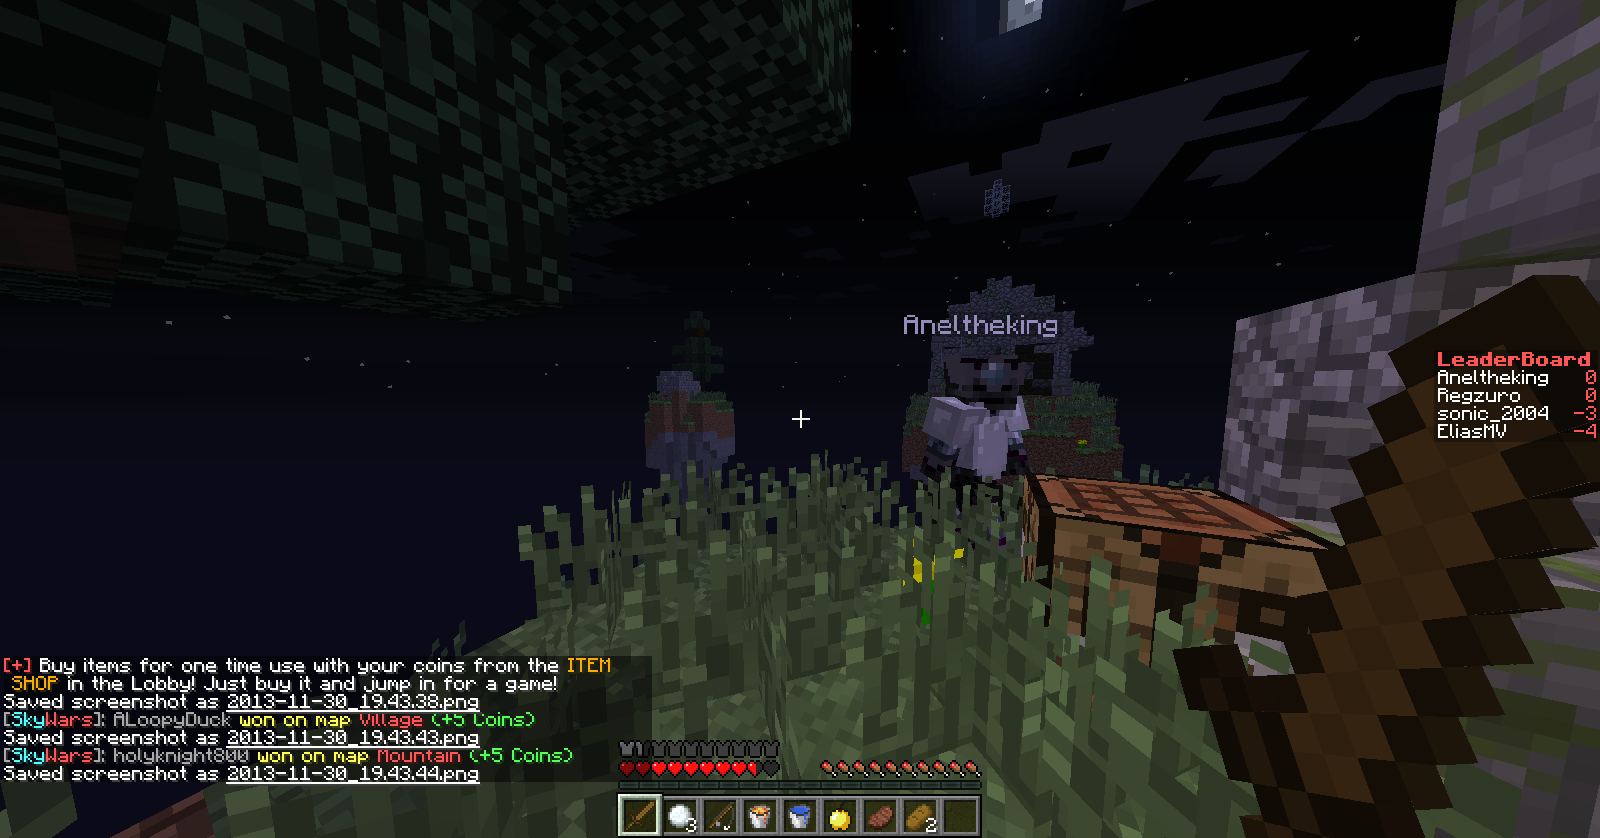 Aneltheking
LeaderBoard
Aneltheking 0
Regzuro 0
sonic_2004 -3
EliasMV -4
[+] Buy items for one time use with your coins from the ITEM
SHOP in the Lobby! Just buy it and jump in for a game!
Saved screenshot as 2013-11-30_19.43.38.png
[SkyWars]: ALoopyDuck won on map Village (+5 Coins)
Saved screenshot as 2013-11-30_19.43.43.png
[SkyWars]: holyknight800 won on map Mountain (+5 Coins)
Saved screenshot as 2013-11-30_19.43.44.png
3 2